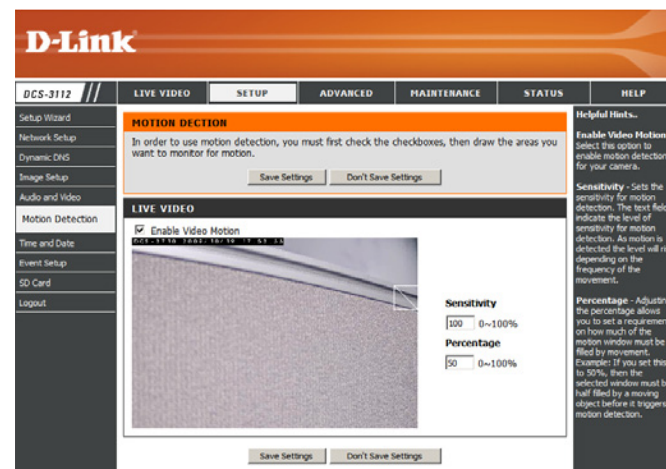 D-Link
DCS-3112
LIVE VIDEO
SETUP
ADVANCED
MAINTENANCE
STATUS
HELP
Setup Wizard
Network Setup
Dynamic DNS
Image Setup
Audio and Video
Motion Detection
Time and Date
Event Setup
SD Card
Logout
MOTION DECTION
In order to use motion detection, you must first check the checkboxes, then draw the areas you
want to monitor for motion.
Save Settings
Don't Save Settings
LIVE VIDEO
Enable Video Motion
Sensitivity
100 0~100%
Percentage
50 0~100%
Save Settings
Don't Save Settings
Helpful Hints..
Enable Video Motion
Select this option to
enable motion detection
for your camera.
Sensitivity - Sets the
sensitivity for motion
detection. The text
indicate the level of
sensitivity for motion
detection. As motion is
detected the level will
depending on the
frequency of the
movement.
Percentage -
the percentage allows
you to set a
on how much of the
motion window must be
filled by movement.
Example: If you set this
to 50%, then the
selected window must
half filled by a moving
object before it triggers
motion detection.